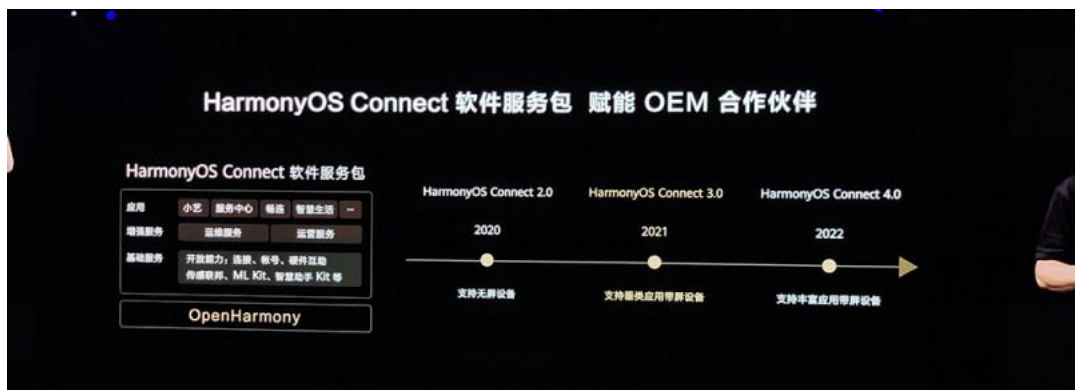 HarmonyOS Connect 软件服务包 赋能 OEM 合作伙伴
HarmonyOS Connect 软件服务包
应用 小艺 服务中心 畅连 智慧生活 ...
增强服务 运维服务 运营服务
基础服务 开放能力：连接、帐号、硬件互动
传感联邦、ML Kit、智慧助手 Kit 等
OpenHarmony
HarmonyOS Connect 2.0 HarmonyOS Connect 3.0 HarmonyOS Connect 4.0
2020 2021 2022
支持无屏设备 支持垂类应用带屏设备 支持丰富应用带屏设备